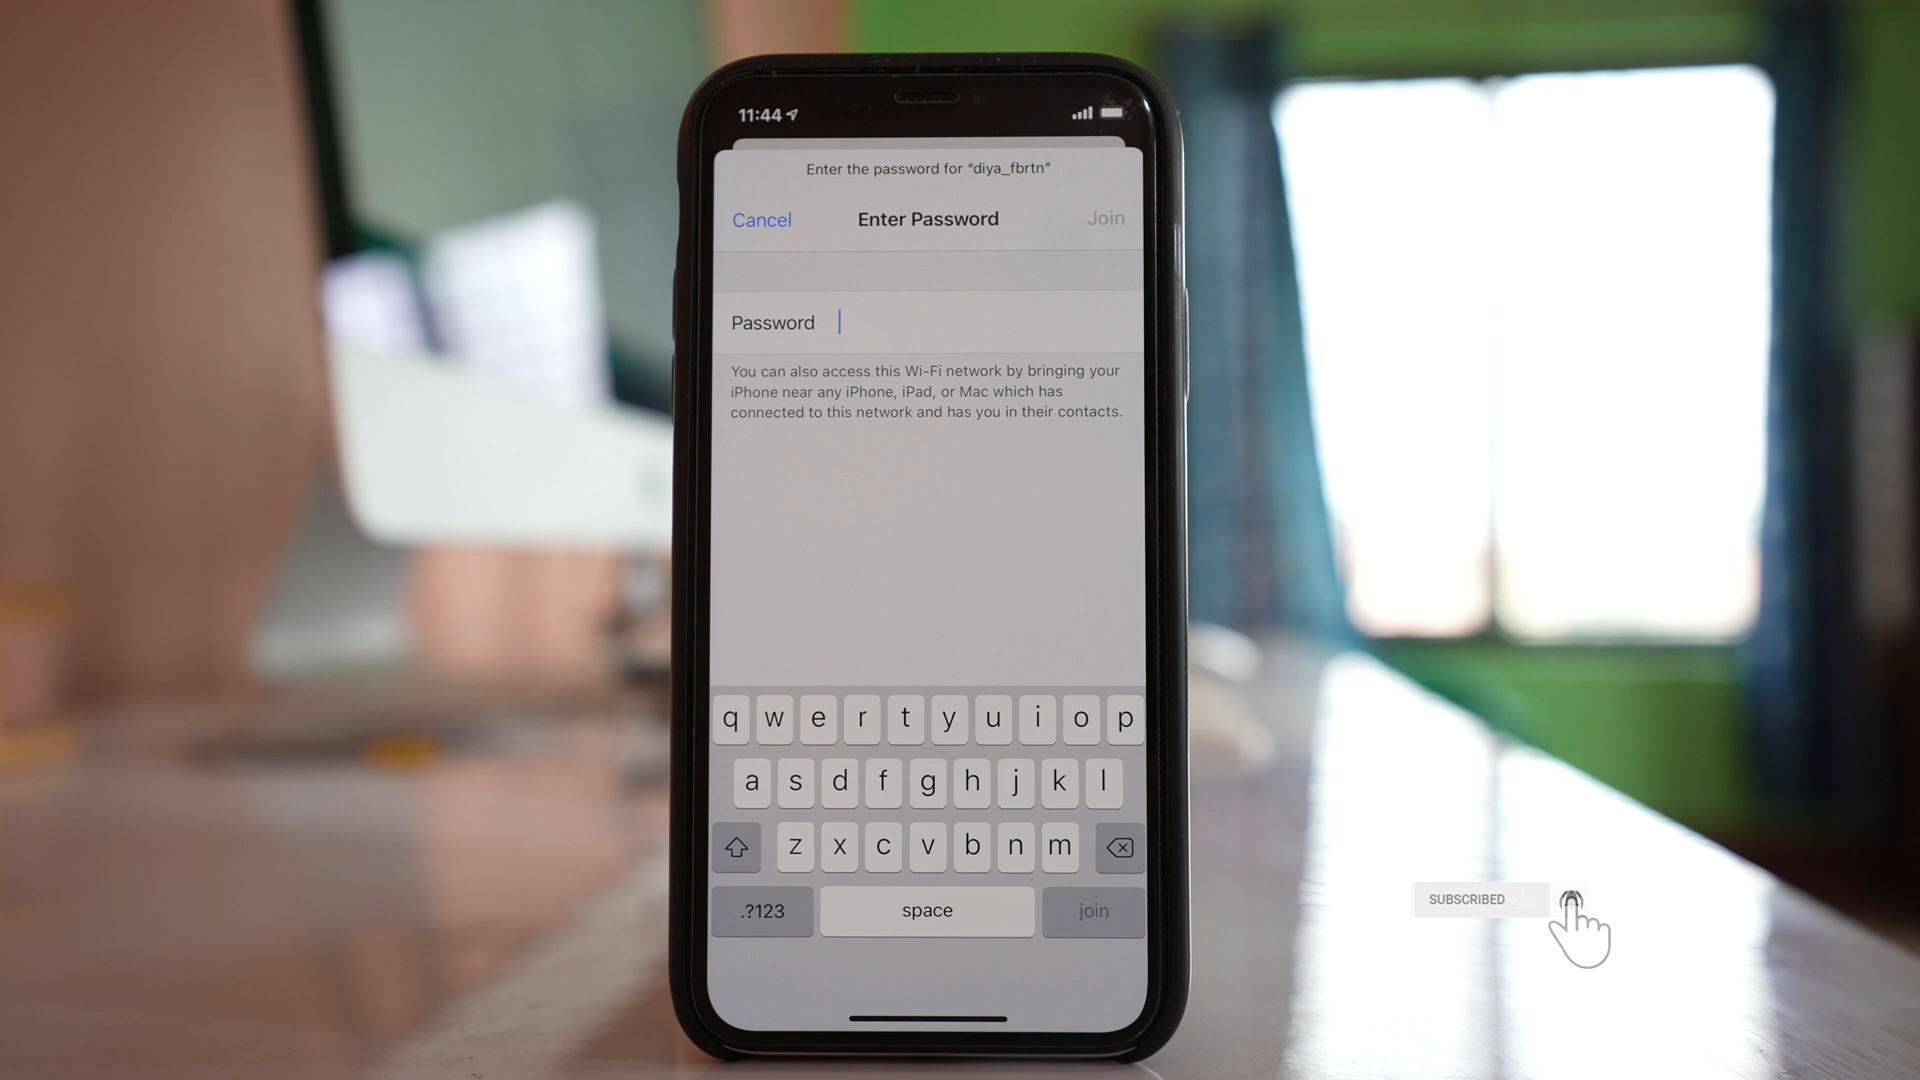 11:44
Enter the password for “diya_fbrtn”
Cancel Enter Password Join
Password
You can also access this Wi-Fi network by bringing your
iPhone near any iPhone, iPad, or Mac which has
connected to this network and has you in their contacts.
q w e r t y u i o p
a s d f g h j k l
z x c v b n m
.?123 space join
SUBSCRIBED